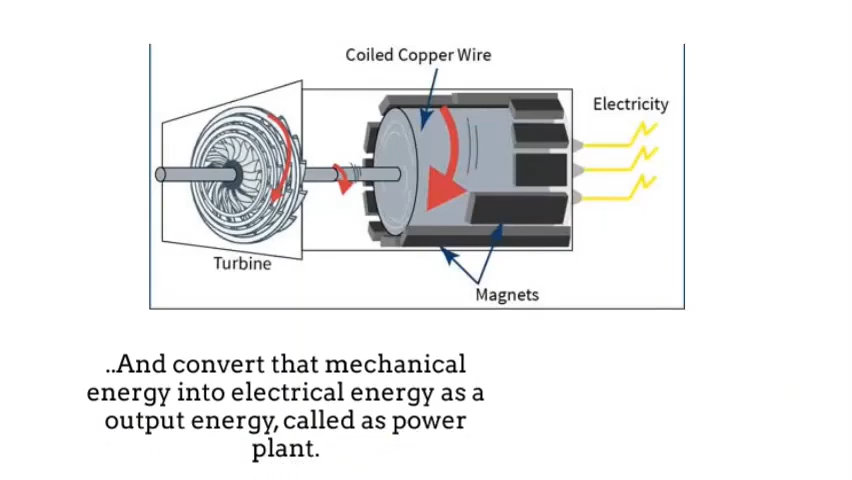 Coiled Copper Wire
Electricity
Turbine
Magnets
..And convert that mechanical
energy into electrical energy as a
output energy, called as power
plant.